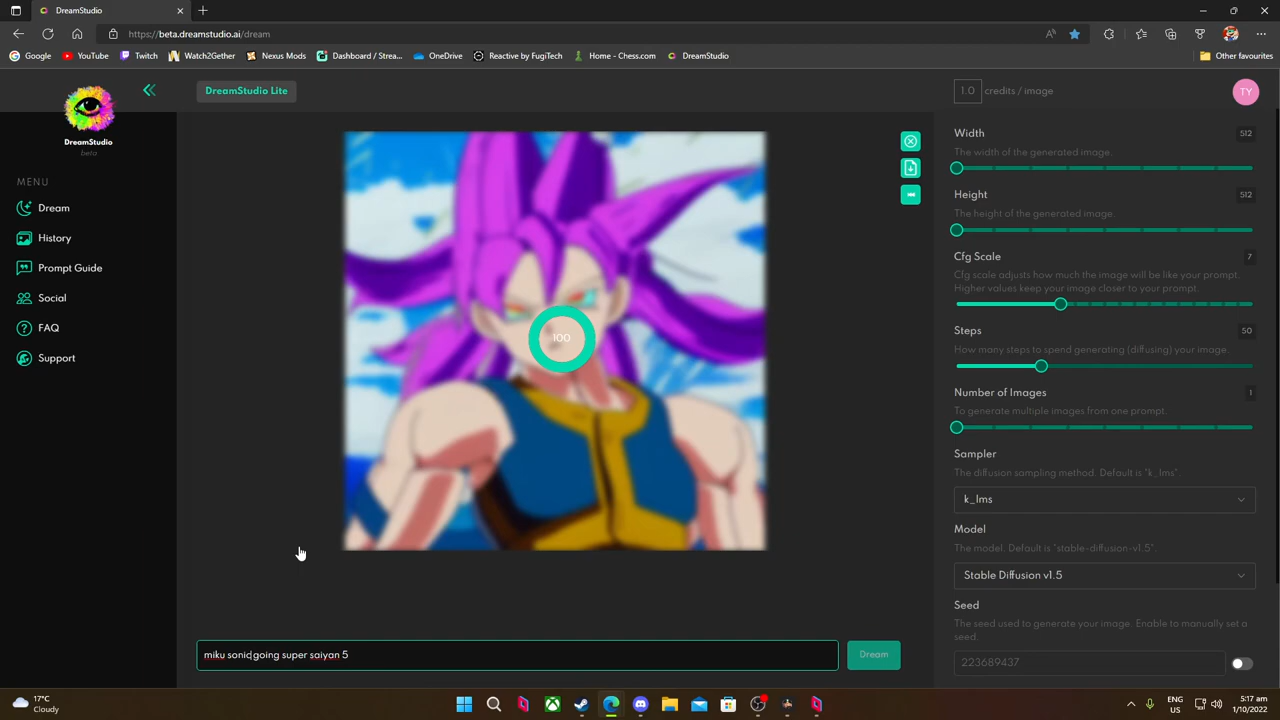 DreamStudio
https://beta.dreamstudio.ai/dream
Google
YouTube
Twitch
Watch2Gether
Nexus Mods
Dashboard / Strea...
OneDrive
Reactive by FugiTech
Home - Chess.com
DreamStudio
Other favourites
DreamStudio
beta
DreamStudio Lite
1.0 credits / image
TY
MENU
Dream
History
Prompt Guide
Social
FAQ
Support
100
miku sonic going super saiyan 5
Dream
Width
512
The width of the generated image.
Height
512
The height of the generated image.
Cfg Scale
7
Cfg scale adjusts how much the image will be like your prompt.
Higher values keep your image closer to your prompt.
Steps
50
How many steps to spend generating (diffusing) your image.
Number of Images
1
To generate multiple images from one prompt.
Sampler
The diffusion sampling method. Default is "k_lms".
k_lms
Model
The model. Default is "stable-diffusion-v1.5".
Stable Diffusion v1.5
Seed
The seed used to generate your image. Enable to manually set a
seed.
223689437
17°C
Cloudy
ENG
US
5:17 am
1/10/2022